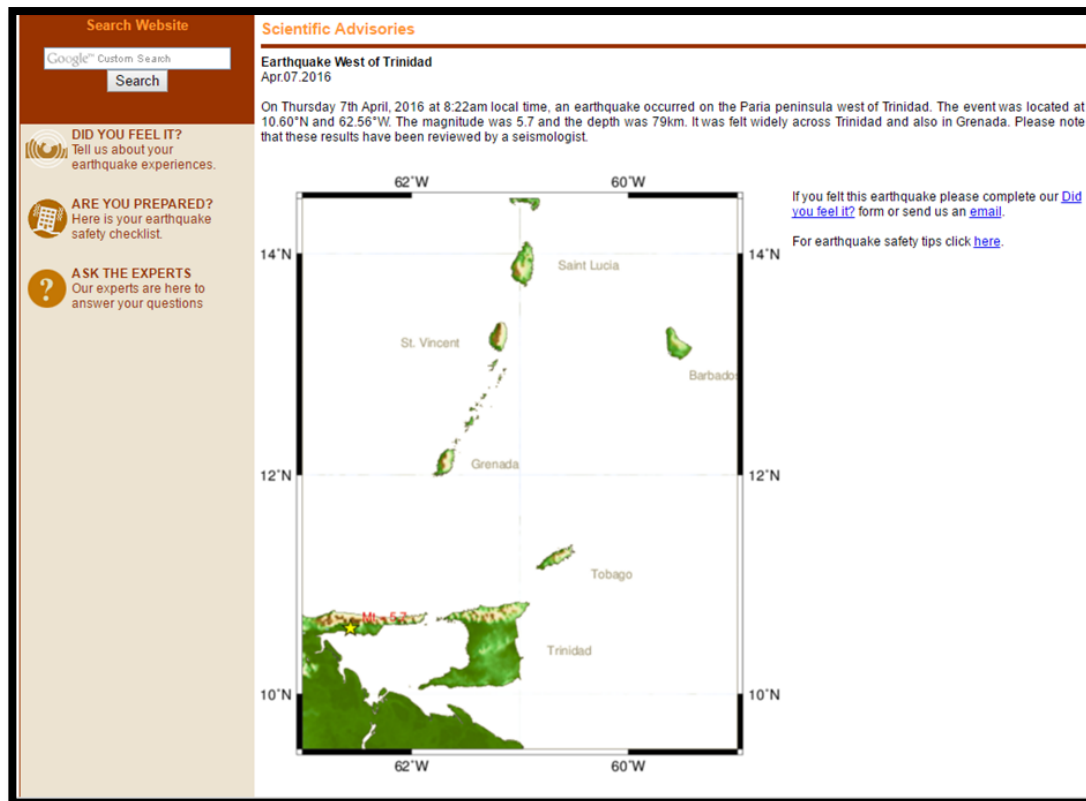 Search Website
Google™ Custom Search
Search
DID YOU FEEL IT?
Tell us about your
earthquake experiences.
ARE YOU PREPARED?
Here is your earthquake
safety checklist.
?
ASK THE EXPERTS
Our experts are here to
answer your questions
Scientific Advisories
Earthquake West of Trinidad
Apr.07.2016
On Thursday 7th April, 2016 at 8:22am local time, an earthquake occurred on the Paria peninsula west of Trinidad. The event was located at
10.60°N and 62.56°W. The magnitude was 5.7 and the depth was 79km. It was felt widely across Trinidad and also in Grenada. Please note
that these results have been reviewed by a seismologist.
62°W 60°W
14°N 14°N
Saint Lucia
St. Vincent
Barbados
Grenada
12°N 12°N
Tobago
5.7
Trinidad
10°N 10°N
62°W 60°W
If you felt this earthquake please complete our Did
you feel it? form or send us an email.
For earthquake safety tips click here.